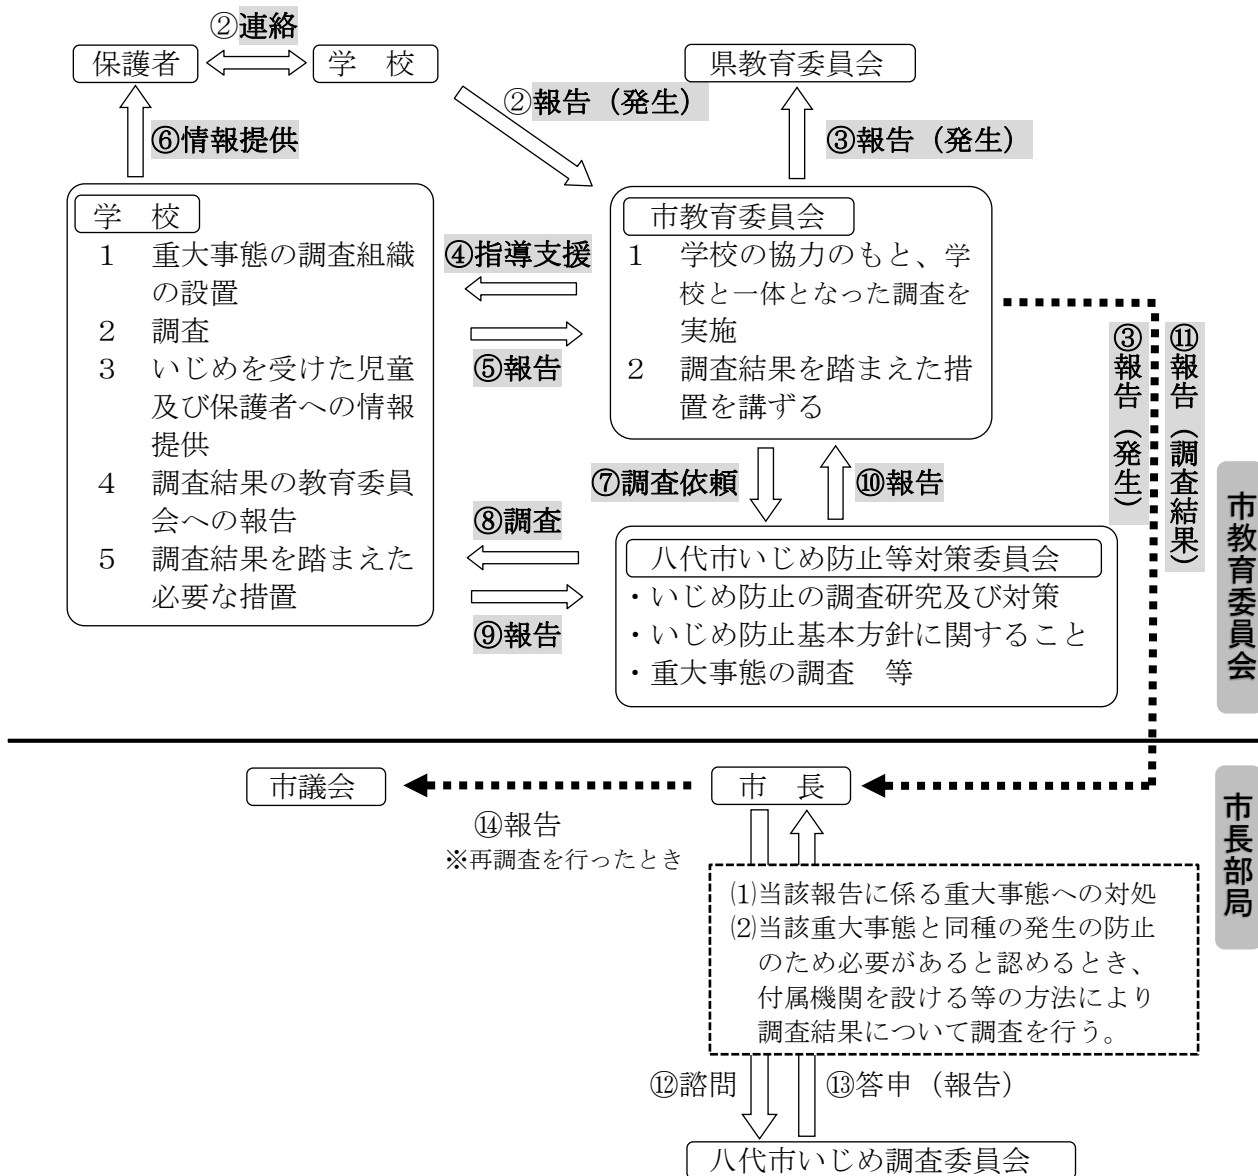 ②連絡
保護者
学　校
県教育委員会
②報告（発生）
③報告（発生）
⑥情報提供
学　校
1　重大事態の調査組織
の設置
2　調査
3　いじめを受けた児童
及び保護者への情報
提供
4　調査結果の教育委員
会への報告
5　調査結果を踏まえた
必要な措置
④指導支援
⑤報告
市教育委員会
1　学校の協力のもと、学
校と一体となった調査を
実施
2　調査結果を踏まえた措
置を講ずる
③報告（発生）
⑪報告（調査結果）
⑦調査依頼
⑩報告
⑧調査
⑨報告
八代市いじめ防止等対策委員会
・いじめ防止の調査研究及び対策
・いじめ防止基本方針に関すること
・重大事態の調査　等
市教育委員会
市議会
市　長
⑭報告
※再調査を行ったとき
市長部局
⑴当該報告に係る重大事態への対処
⑵当該重大事態と同種の発生の防止
のため必要があると認めるとき、
付属機関を設ける等の方法により
調査結果について調査を行う。
⑫諮問
⑬答申（報告）
八代市いじめ調査委員会